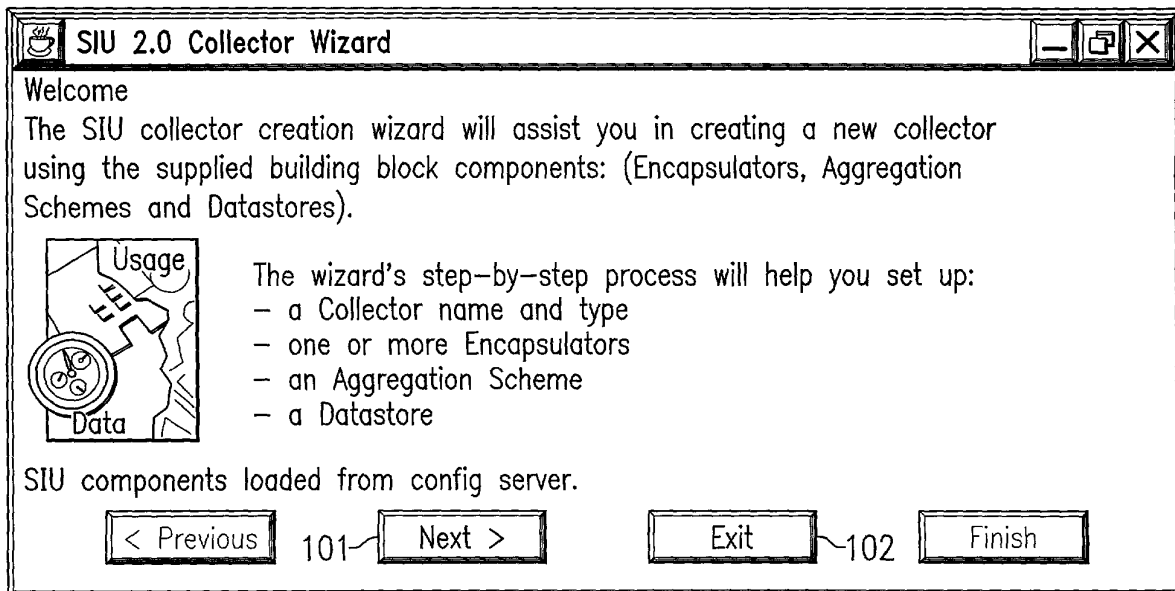 SIU 2.0 Collector Wizard
Welcome
The SIU collector creation wizard will assist you in creating a new collector
using the supplied building block components: (Encapsulators, Aggregation
Schemes and Datastores).
Usage
Data
The wizard's step–by–step process will help you set up:
– a Collector name and type
– one or more Encapsulators
– an Aggregation Scheme
– a Datastore
SIU components loaded from config server.
< Previous 101 Next > Exit 102 Finish